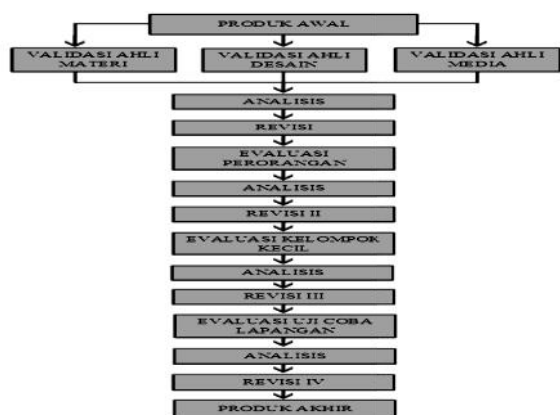 PRODUK AWAL
VALIDASI AHLI
MATERI
VALIDASI AHLI
DESAIN
VALIDASI AHLI
MEDIA
ANALISIS
REVISI
EVALUASI
PERORANGAN
ANALISIS
REVISI II
EVALUASI KELOMPOK
KECIL
ANALISIS
REVISI III
EVALUASI UJI COBA
LAPANGAN
ANALISIS
REVISI IV
PRODUK AKHIR